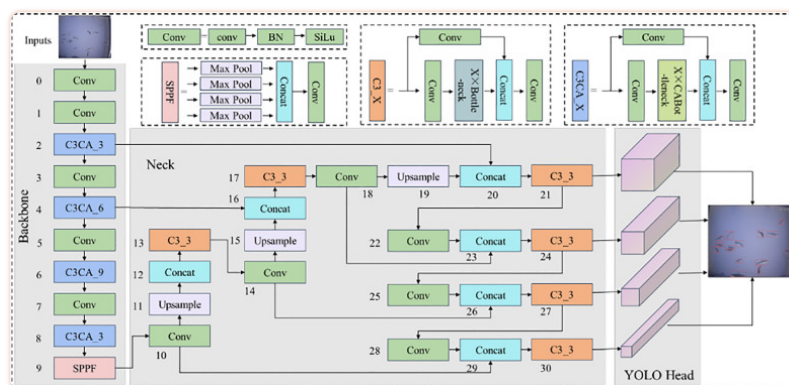 Inputs
Conv = conv BN SiLu
SPPF = Max Pool Max Pool Max Pool Max Pool Concat Conv
C3_X = Conv Conv X×Bottle -neck Concat Conv
C3CA_X = Conv Conv X×CABot -tleneck Concat Conv
Backbone
0 Conv
1 Conv
2 C3CA_3
3 Conv
4 C3CA_6
5 Conv
6 C3CA_9
7 Conv
8 C3CA_3
9 SPPF
Neck
10 Conv
11 Upsample
12 Concat
13 C3_3
14 Conv
15 Upsample
16 Concat
17 C3_3
18 Conv
19 Upsample
20 Concat
21 C3_3
22 Conv
23 Concat
24 C3_3
25 Conv
26 Concat
27 C3_3
28 Conv
29 Concat
30 C3_3
YOLO Head